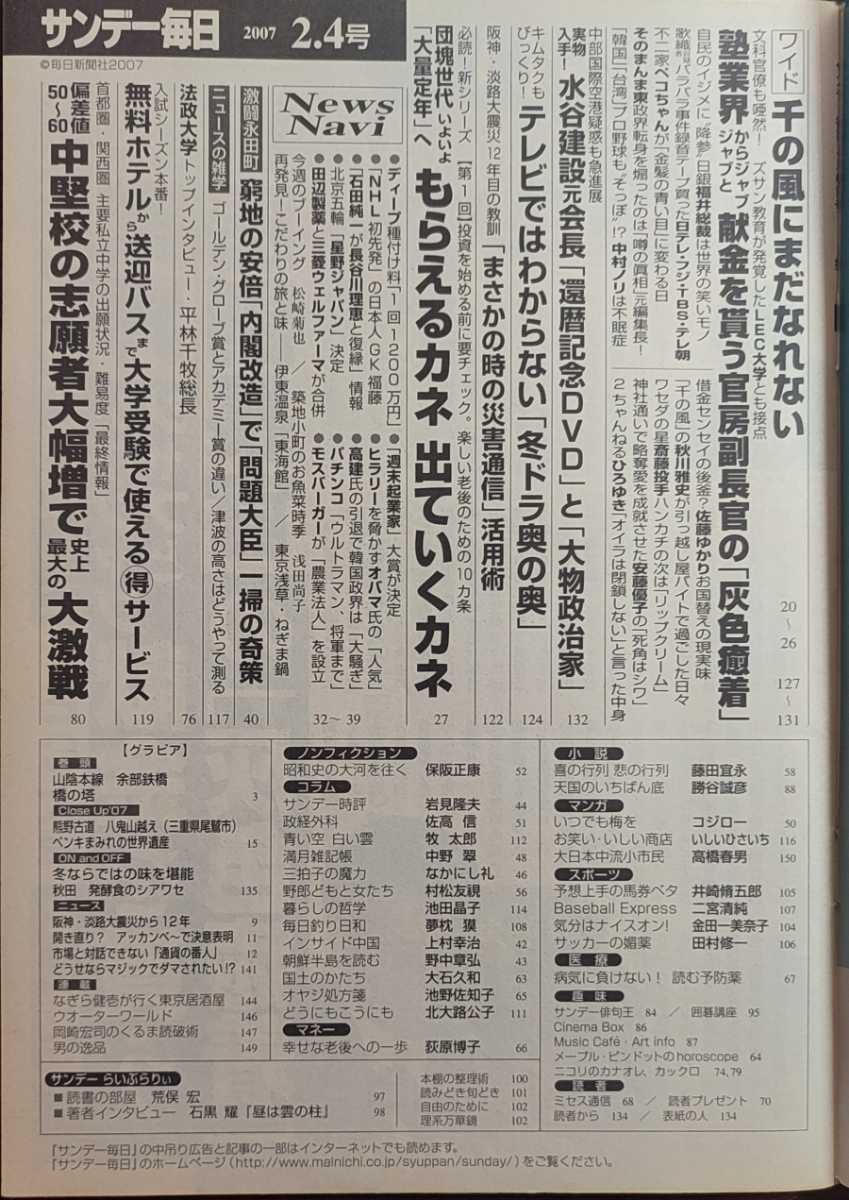 サンデー毎日 2007 2.4号
©毎日新聞社2007
ワイド 千の風にまだなれない
文科官僚も唖然! ズサン教育が発覚したLEC大学とも接点
塾業界からジャブジャブと献金を貰う官房副長官の「灰色癒着」
自民のイジメに“降参”日銀福井総裁は世界の笑いモノ
歌織被告バラバラ事件録音テープ買った日テレ・フジ・TBS・テレ朝
不二家ペコちゃんが「金髪の青い目」に変わる日
そのまんま東政界転身を煽ったのは「噂の真相」元編集長!
「韓国」「台湾」プロ野球も“そっぽ”!? 中村ノリは不眠症
借金センセイの後釜?佐藤ゆかりお国替えの現実味
「千の風」の秋川雅史が引っ越し屋バイトで過ごした日々
ワセダの星斎藤投手ハンカチの次は「リップクリーム」
神社通いで略奪愛を成就させた安藤優子の「死角はシワ」
2ちゃんねるひろゆき「オイラは閉鎖しない」と言った中身
20〜26
127〜131
中部国際空港疑惑も急進展
実物入手! 水谷建設元会長「還暦記念DVD」と「大物政治家」
132
キムタクもびっくり! テレビではわからない「冬ドラ奥の奥」
124
阪神・淡路大震災12年目の教訓 「まさかの時の災害通信」活用術
122
必読!新シリーズ 【第1回】投資を始める前に要チェック。楽しい老後のための10カ条
団塊世代いよいよ「大量定年」へ もらえるカネ 出ていくカネ
27
News Navi
●ディープ種付け料「1回1200万円」
●「NHL初先発」の日本人GK福藤
●「石田純一が長谷川理恵と復縁」情報
●北京五輪「星野ジャパン」決定
●田辺製薬と三菱ウェルファーマが合併
●「週末起業家」大賞が決定
●ヒラリーを脅かすオバマ氏の「人気」
●高建氏の引退で韓国政界は「大騒ぎ」
●パチンコ「ウルトラマン、将軍まで」
●モスバーガーが「農業法人」を設立
今週のブーイング 松崎菊也 / 築地小町のお魚菜時季 浅田尚子
再発見!こだわりの旅と味――伊東温泉「東海館」 / 東京浅草・ねぎま鍋
32〜39
激闘永田町 窮地の安倍「内閣改造」で「問題大臣」一掃の奇策
40
ニュースの雑学 ゴールデン・グローブ賞とアカデミー賞の違い/津波の高さはどうやって測る
117
法政大学 トップインタビュー・平林千牧総長
76
入試シーズン本番!
無料ホテルから送迎バスまで大学受験で使える(得)サービス
119
首都圏・関西圏 主要私立中学の出願状況・難易度「最終情報」
偏差値50〜60 中堅校の志願者大幅増で史上最大の大激戦
80
【グラビア】
巻頭
山陰本線 余部鉄橋
橋の塔 3
Close Up'07
熊野古道 八鬼山越え(三重県尾鷲市)
ペンキまみれの世界遺産 15
ON and OFF
冬ならではの味を堪能
秋田 発酵食のシアワセ 135
ニュース
阪神・淡路大震災から12年 9
開き直り? アッカンベ〜で決意表明 11
市場と対話できない「通貨の番人」 12
どうせならマジックでダマされたい!? 141
連載
なぎら健壱が行く東京居酒屋 144
ウオーターワールド 146
岡崎宏司のくるま読破術 147
男の逸品 149
ノンフィクション
昭和史の大河を往く 保阪正康 52
コラム
サンデー時評 岩見隆夫 44
政経外科 佐高 信 51
青い空 白い雲 牧 太郎 112
満月雑記帳 中野 翠 48
三拍子の魔力 なかにし礼 46
野郎どもと女たち 村松友視 56
暮らしの哲学 池田晶子 114
毎日釣り日和 夢枕 獏 108
インサイド中国 上村幸治 42
朝鮮半島を読む 野中章弘 43
国土のかたち 大石久和 63
オヤジ処方箋 池野佐知子 65
どうにもこうにも 北大路公子 111
マネー
幸せな老後への一歩 荻原博子 66
小説
喜の行列 悲の行列 藤田宜永 58
天国のいちばん底 勝谷誠彦 88
マンガ
いつでも梅を コジロー 50
お笑い・いしい商店 いしいひさいち 116
大日本中流小市民 高橋春男 150
スポーツ
予想上手の馬券ベタ 井崎脩五郎 105
Baseball Express 二宮清純 107
気分はナイスオン! 金田一美奈子 104
サッカーの媚薬 田村修一 106
医療
病気に負けない! 読む予防薬 67
趣味
サンデー俳句王 84 / 囲碁講座 95
Cinema Box 86
Music Café・Art info 87
メープル・ピンドットのhoroscope 64
ニコリのカナオレ、カックロ 74,79
読者
ミセス通信 68 / 読者プレゼント 70
読者から 134 / 表紙の人 134
サンデー らいぶらりぃ
■読書の部屋 荒俣 宏 97
■著者インタビュー 石黒 耀『昼は雲の柱』 98
本棚の整理術 100
読みどき旬どき 101
自由のために 102
理系万華鏡 102
『サンデー毎日』の中吊り広告と記事の一部はインターネットでも読めます。
『サンデー毎日』のホームページ(http://www.mainichi.co.jp/syuppan/sunday/)をご覧ください。